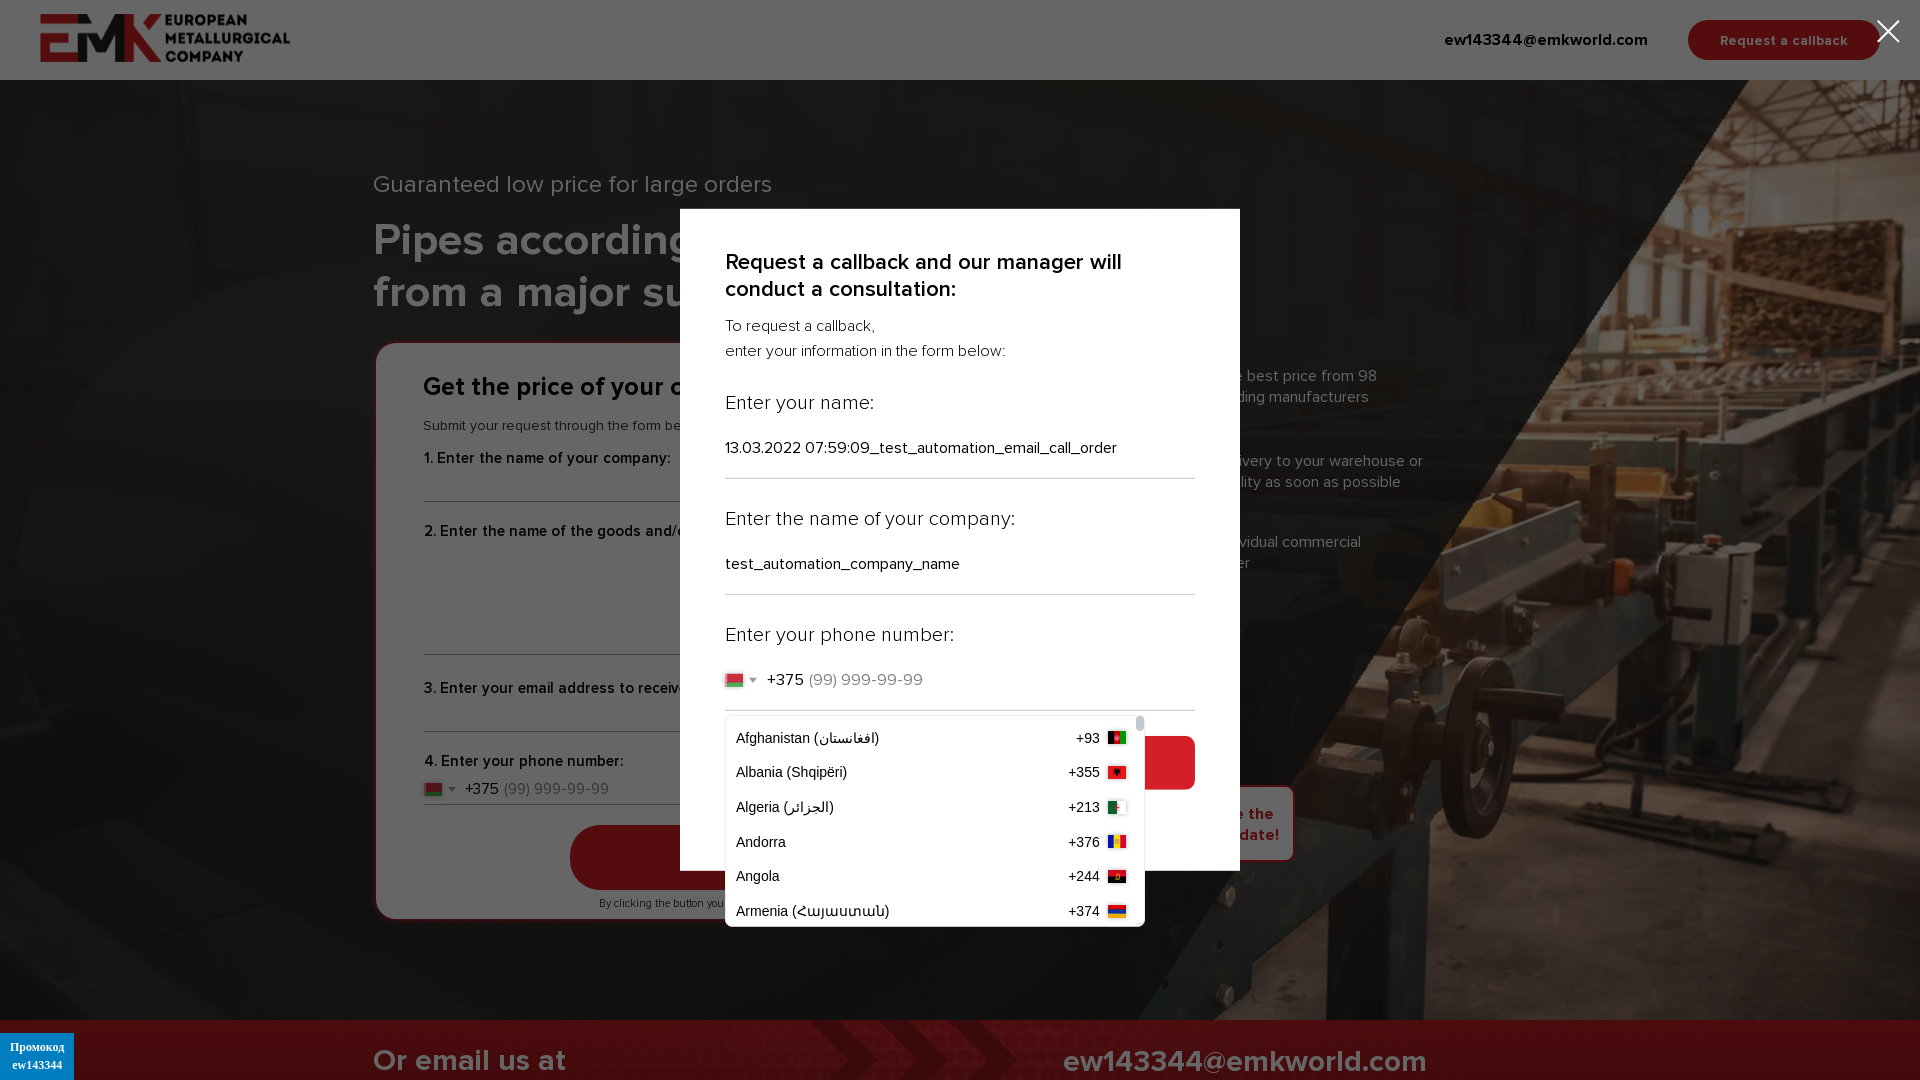 EUROPEAN
METALLURGICAL
COMPANY
EMK
ew143344@emkworld.com
Request a callback
Guaranteed low price for large orders
Pipes according
from a major su
Get the price of your
Submit your request through the form be
1. Enter the name of your company:
2. Enter the name of the goods and/
3. Enter your email address to receive
4. Enter your phone number:
+375 (99) 999-99-99
By clicking the button you
Request a callback and our manager will
conduct a consultation:
To request a callback,
enter your information in the form below:
Enter your name:
13.03.2022 07:59:09_test_automation_email_call_order
Enter the name of your company:
test_automation_company_name
Enter your phone number:
+375 (99) 999-99-99
Afghanistan (‫افغانستان‬‎) +93
Albania (Shqipëri) +355
Algeria (‫الجزائر‬‎) +213
Andorra +376
Angola +244
Armenia (Հայաստան) +374
best price from 98
ding manufacturers
ivery to your warehouse or
lity as soon as possible
vidual commercial
er
e the
date!
Or email us at
ew143344@emkworld.com
Промокод
ew143344